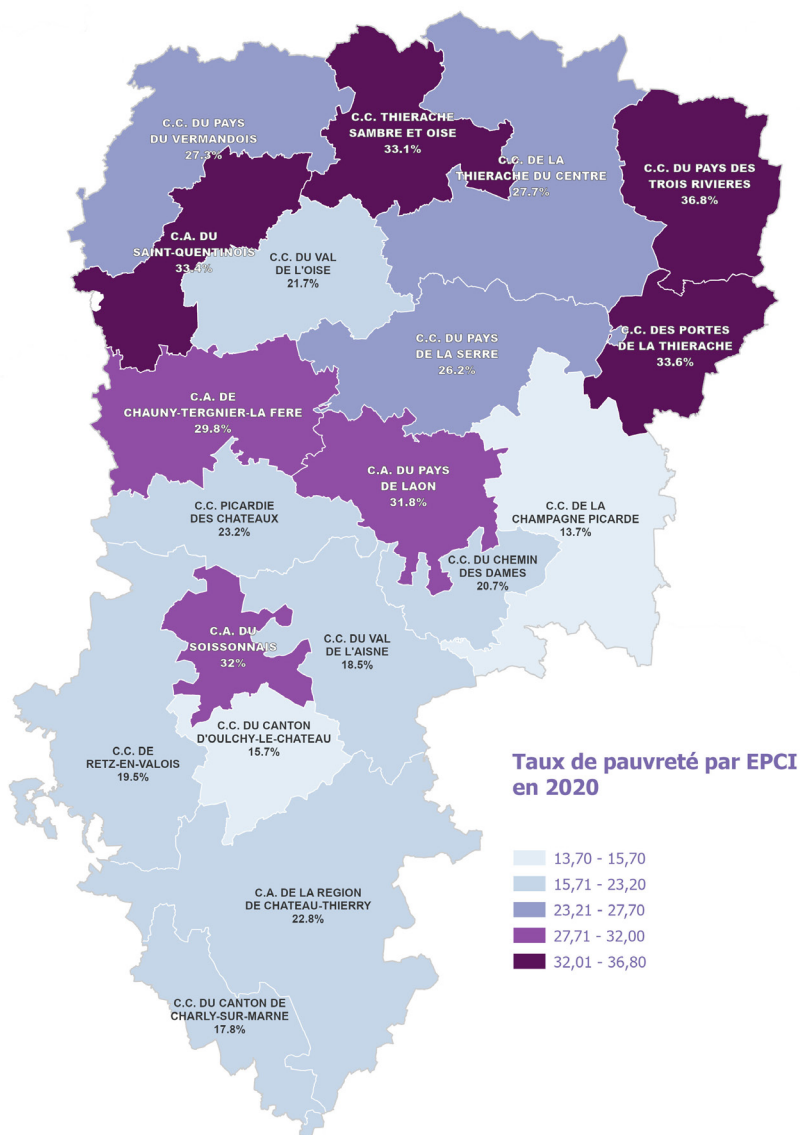 C.C. DU PAYS
DU VERMANDOIS
27.3%
C.C. THIERACHE
SAMBRE ET OISE
33.1%
C.C. DE LA
THIERACHE DU CENTRE
27.7%
C.C. DU PAYS DES
TROIS RIVIERES
36.8%
C.A. DU
SAINT-QUENTINOIS
33.4%
C.C. DU VAL
DE L'OISE
21.7%
C.C. DU PAYS
DE LA SERRE
26.2%
C.C. DES PORTES
DE LA THIERACHE
33.6%
C.A. DE
CHAUNY-TERGNIER-LA FERE
29.8%
C.A. DU PAYS
DE LAON
31.8%
C.C. PICARDIE
DES CHATEAUX
23.2%
C.C. DE LA
CHAMPAGNE PICARDE
13.7%
C.C. DU CHEMIN
DES DAMES
20.7%
C.A. DU
SOISSONNAIS
32%
C.C. DU VAL
DE L'AISNE
18.5%
C.C. DU CANTON
D'OULCHY-LE-CHATEAU
15.7%
C.C. DE
RETZ-EN-VALOIS
19.5%
C.A. DE LA REGION
DE CHATEAU-THIERRY
22.8%
C.C. DU CANTON DE
CHARLY-SUR-MARNE
17.8%
Taux de pauvreté par EPCI
en 2020
13,70 - 15,70
15,71 - 23,20
23,21 - 27,70
27,71 - 32,00
32,01 - 36,80